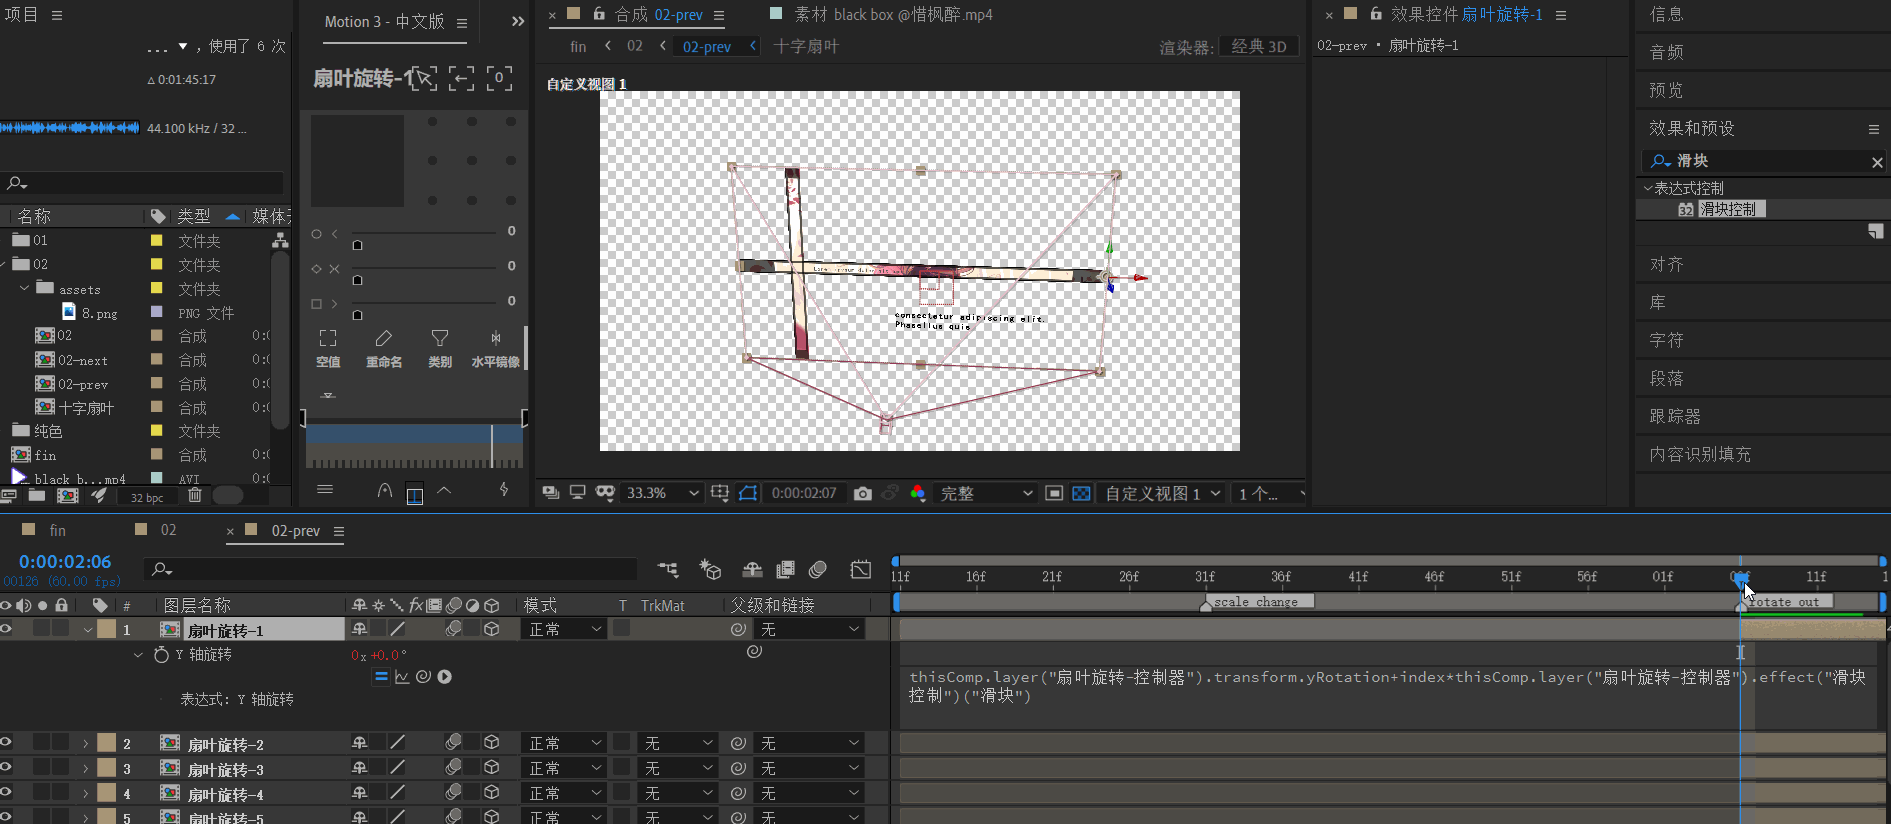 项目
... ▼ , 使用了 6 次
△ 0:01:45:17
44.100 kHz / 32 ...
名称 类型 媒体
01 文件夹
02 文件夹
assets 文件夹
8.png PNG 文件
02 合成 0:0
02-next 合成 0:0
02-prev 合成 0:0
十字扇叶 合成 0:0
纯色 文件夹
fin 合成 0:0
black b...mp4 AVI 0:0
32 bpc
Motion 3 - 中文版
扇叶旋转-1
0
0
0
0
空值 重命名 类别 水平镜像
合成 02-prev
素材 black box @惜枫醉.mp4
fin 02 02-prev 十字扇叶
渲染器: 经典 3D
自定义视图 1
consectetur adipiscing elit.
Phasellus quis
33.3% 0:00:02:07 完整 自定义视图 1 1 个...
效果控件 扇叶旋转-1
02-prev • 扇叶旋转-1
信息
音频
预览
效果和预设
滑块
表达式控制
32 滑块控制
对齐
库
字符
段落
跟踪器
内容识别填充
fin 02 02-prev
0:00:02:06
00126 (60.00 fps)
# 图层名称 fx 模式 T TrkMat 父级和链接
11f 16f 21f 26f 31f 36f 41f 46f 51f 56f 01f 06f 11f 1
scale change rotate out
1 扇叶旋转-1 正常 无
Y 轴旋转 0x+0.0°
表达式: Y 轴旋转
thisComp.layer("扇叶旋转-控制器").transform.yRotation+index*thisComp.layer("扇叶旋转-控制器").effect("滑块
控制")("滑块")
2 扇叶旋转-2 正常 无 无
3 扇叶旋转-3 正常 无 无
4 扇叶旋转-4 正常 无 无
5 扇叶旋转-5 正常 无 无